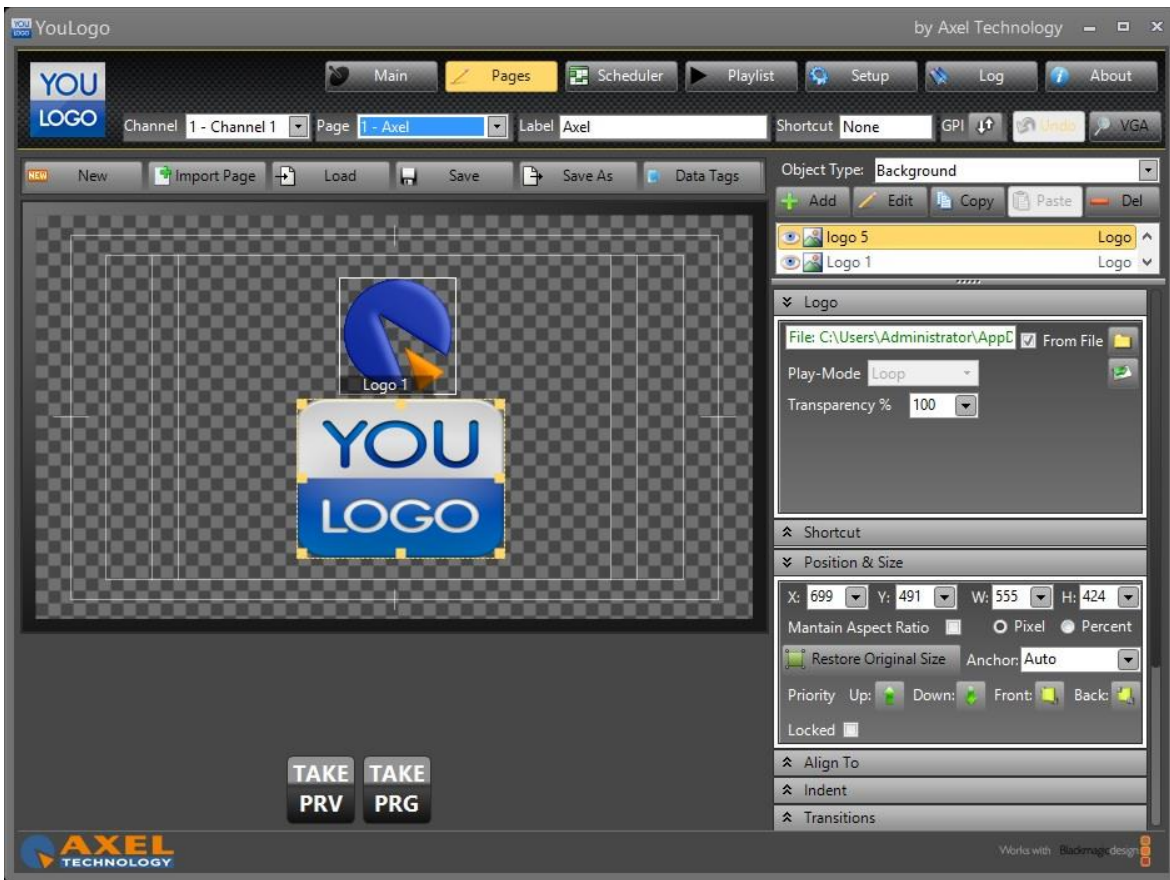 YouLogo by Axel Technology
YOU
LOGO
Main Pages Scheduler Playlist Setup Log About
Channel 1 - Channel 1 Page 1 - Axel Label Axel Shortcut None GPI Undo VGA
NEW New Import Page Load Save Save As Data Tags
Object Type: Background
Add Edit Copy Paste Del
logo 5 Logo
Logo 1 Logo
Logo
File: C:\Users\Administrator\AppD From File
Play-Mode Loop
Transparency % 100
Logo 1
YOU
LOGO
Shortcut
Position & Size
X: 699 Y: 491 W: 555 H: 424
Mantain Aspect Ratio Pixel Percent
Restore Original Size Anchor: Auto
Priority Up: Down: Front: Back:
Locked
Align To
Indent
Transitions
TAKE PRV
TAKE PRG
AXEL
TECHNOLOGY
Works with Blackmagicdesign